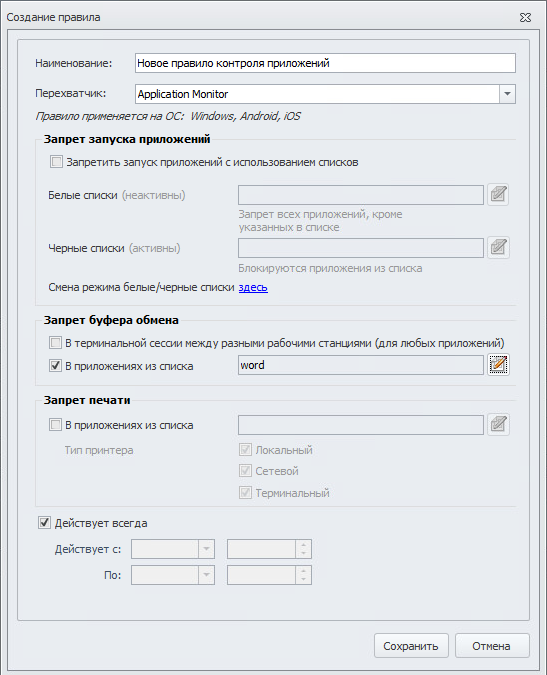 Создание правила
Наименование: Новое правило контроля приложений
Перехватчик: Application Monitor
Правило применяется на ОС: Windows, Android, iOS
Запрет запуска приложений
Запретить запуск приложений с использованием списков
Белые списки (неактивны)
Запрет всех приложений, кроме
указанных в списке
Черные списки (активны)
Блокируются приложения из списка
Смена режима белые/черные списки здесь
Запрет буфера обмена
В терминальной сессии между разными рабочими станциями (для любых приложений)
В приложениях из списка word
Запрет печати
В приложениях из списка
Тип принтера Локальный
Сетевой
Терминальный
Действует всегда
Действует с:
По:
Сохранить Отмена